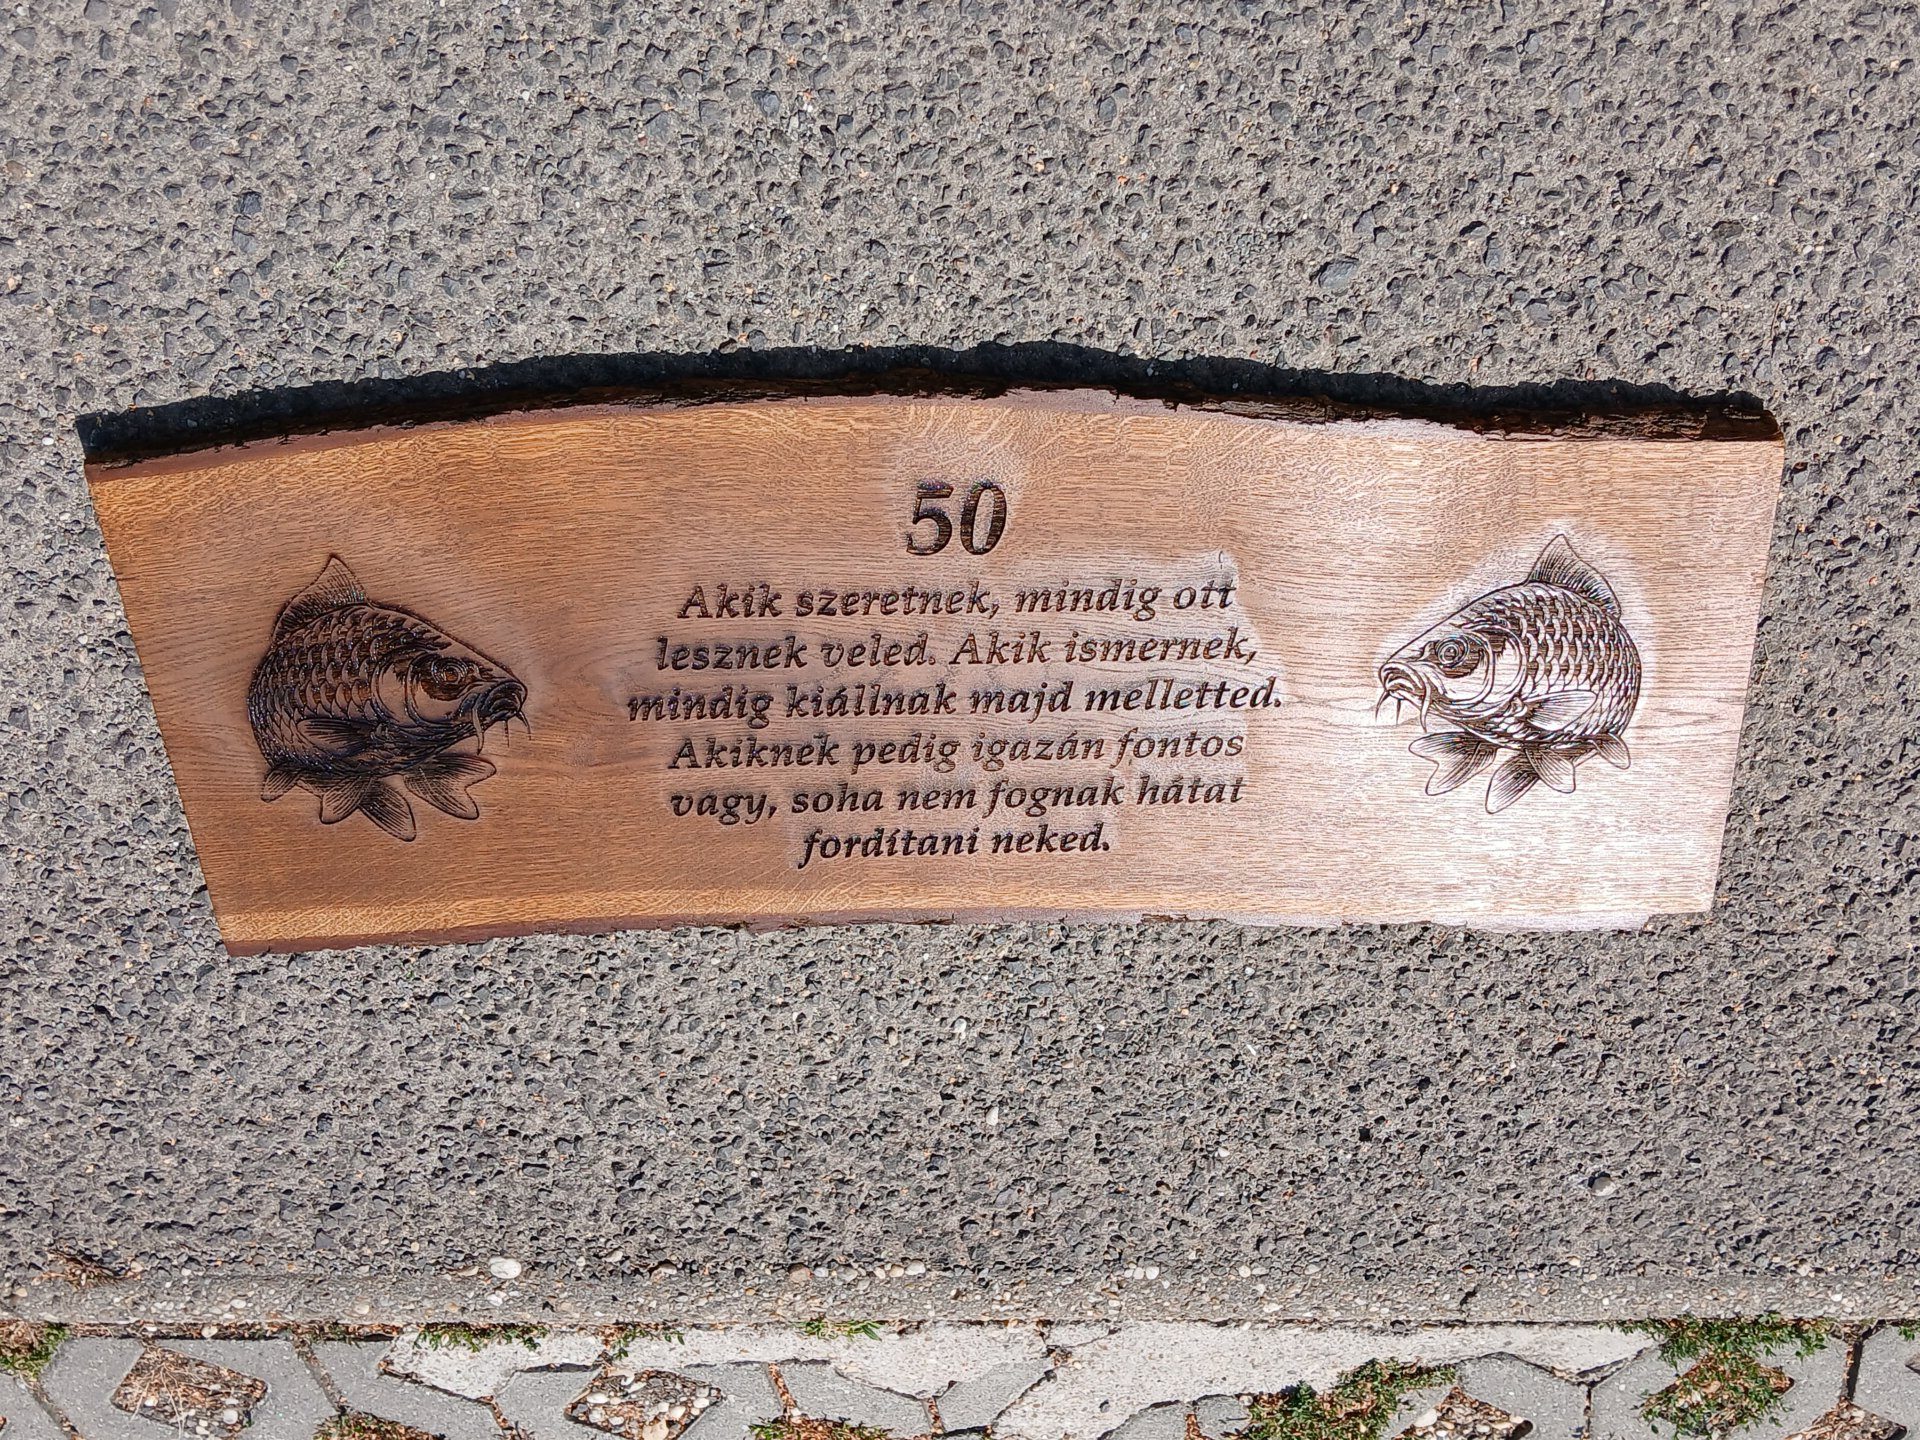 50
Akik szeretnek, mindig ott
lesznek veled. Akik ismernek,
mindig kiállnak majd melletted.
Akiknek pedig igazán fontos
vagy, soha nem fognak hátat
fordítani neked.